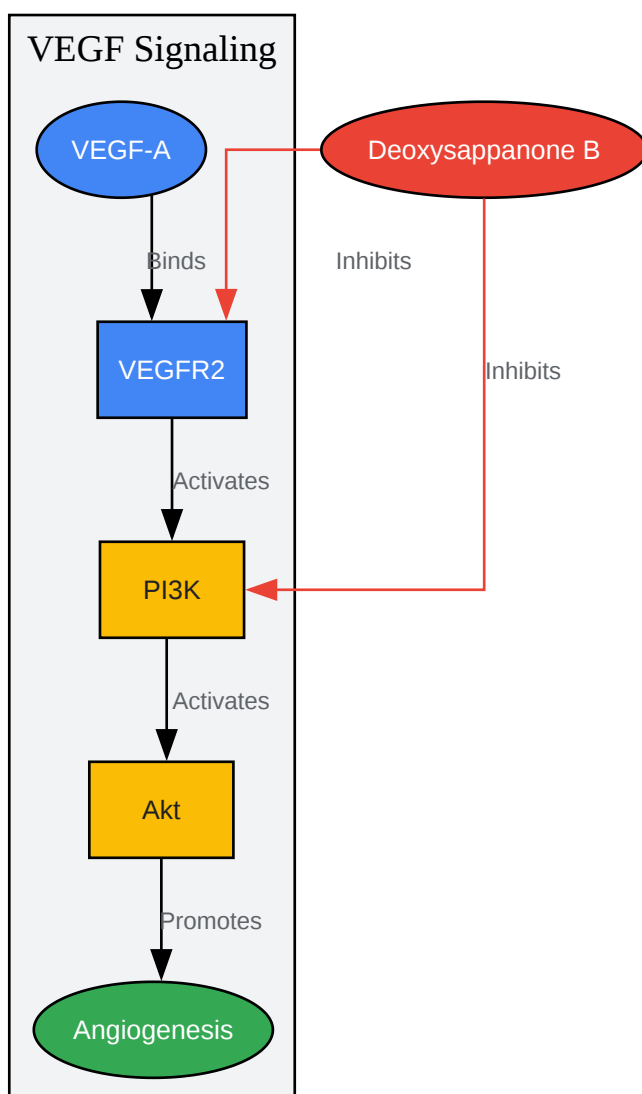 VEGF Signaling
VEGF-A
Deoxysappanone B
Binds
Inhibits
VEGFR2
Inhibits
Activates
PI3K
Activates
Akt
Promotes
Angiogenesis